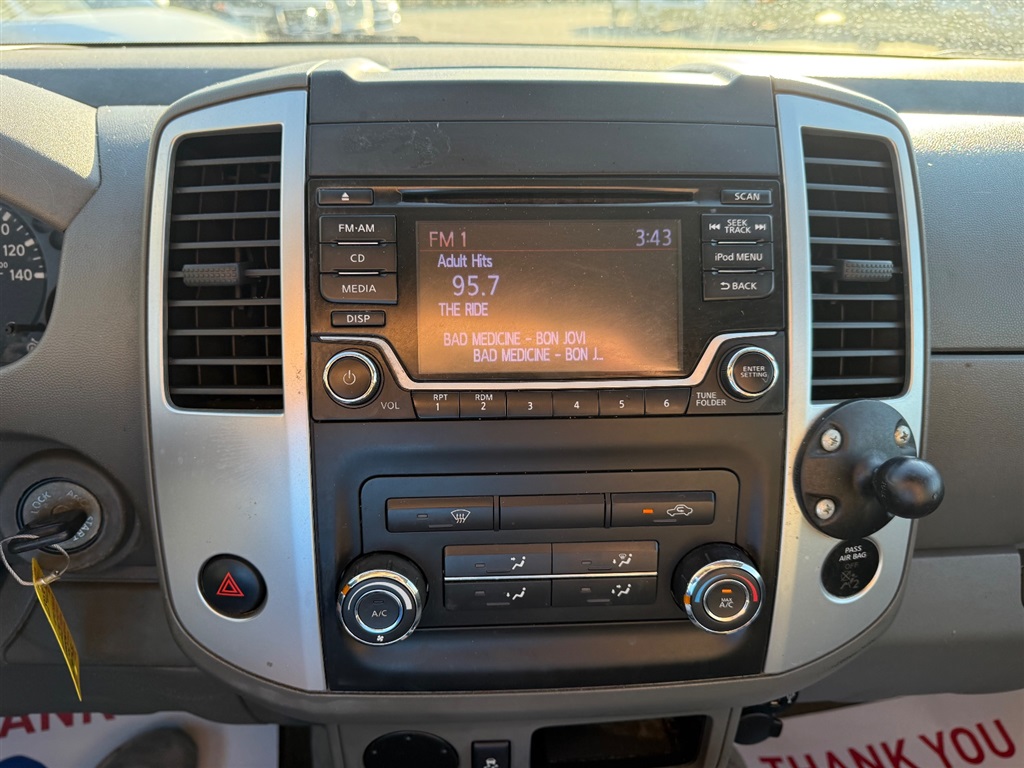 SCAN
FM·AM
CD
MEDIA
DISP
FM 1 3:43
Adult Hits
95.7
THE RIDE
BAD MEDICINE - BON JOVI
BAD MEDICINE - BON J...
SEEK
TRACK
iPod MENU
BACK
VOL
RPT 1
RDM 2
3 4 5 6
ENTER
SETTING
TUNE
FOLDER
120
140
LOCK
START
A/C
MAX
A/C
PASS
AIR BAG
OFF
THANK YOU